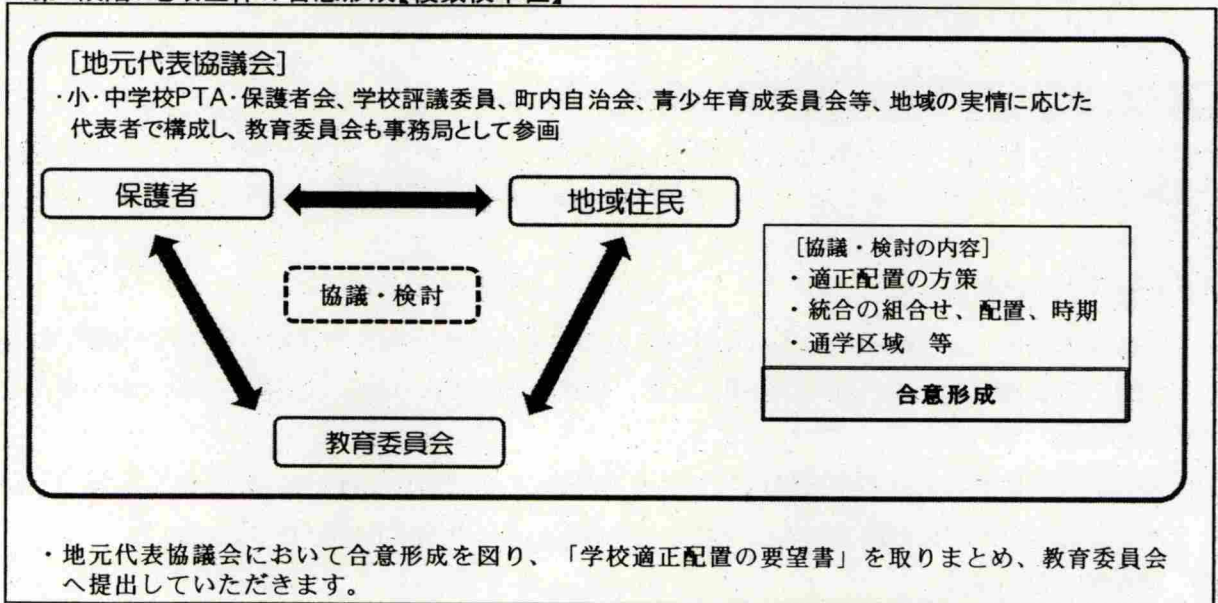 [地元代表協議会]
・小・中学校PTA・保護者会、学校評議委員、町内自治会、青少年育成委員会等、地域の実情に応じた
代表者で構成し、教育委員会も事務局として参画
保護者
地域住民
協議・検討
教育委員会
[協議・検討の内容]
・適正配置の方策
・統合の組合せ、配置、時期
・通学区域　等
合意形成
・地元代表協議会において合意形成を図り、「学校適正配置の要望書」を取りまとめ、教育委員会
へ提出していただきます。